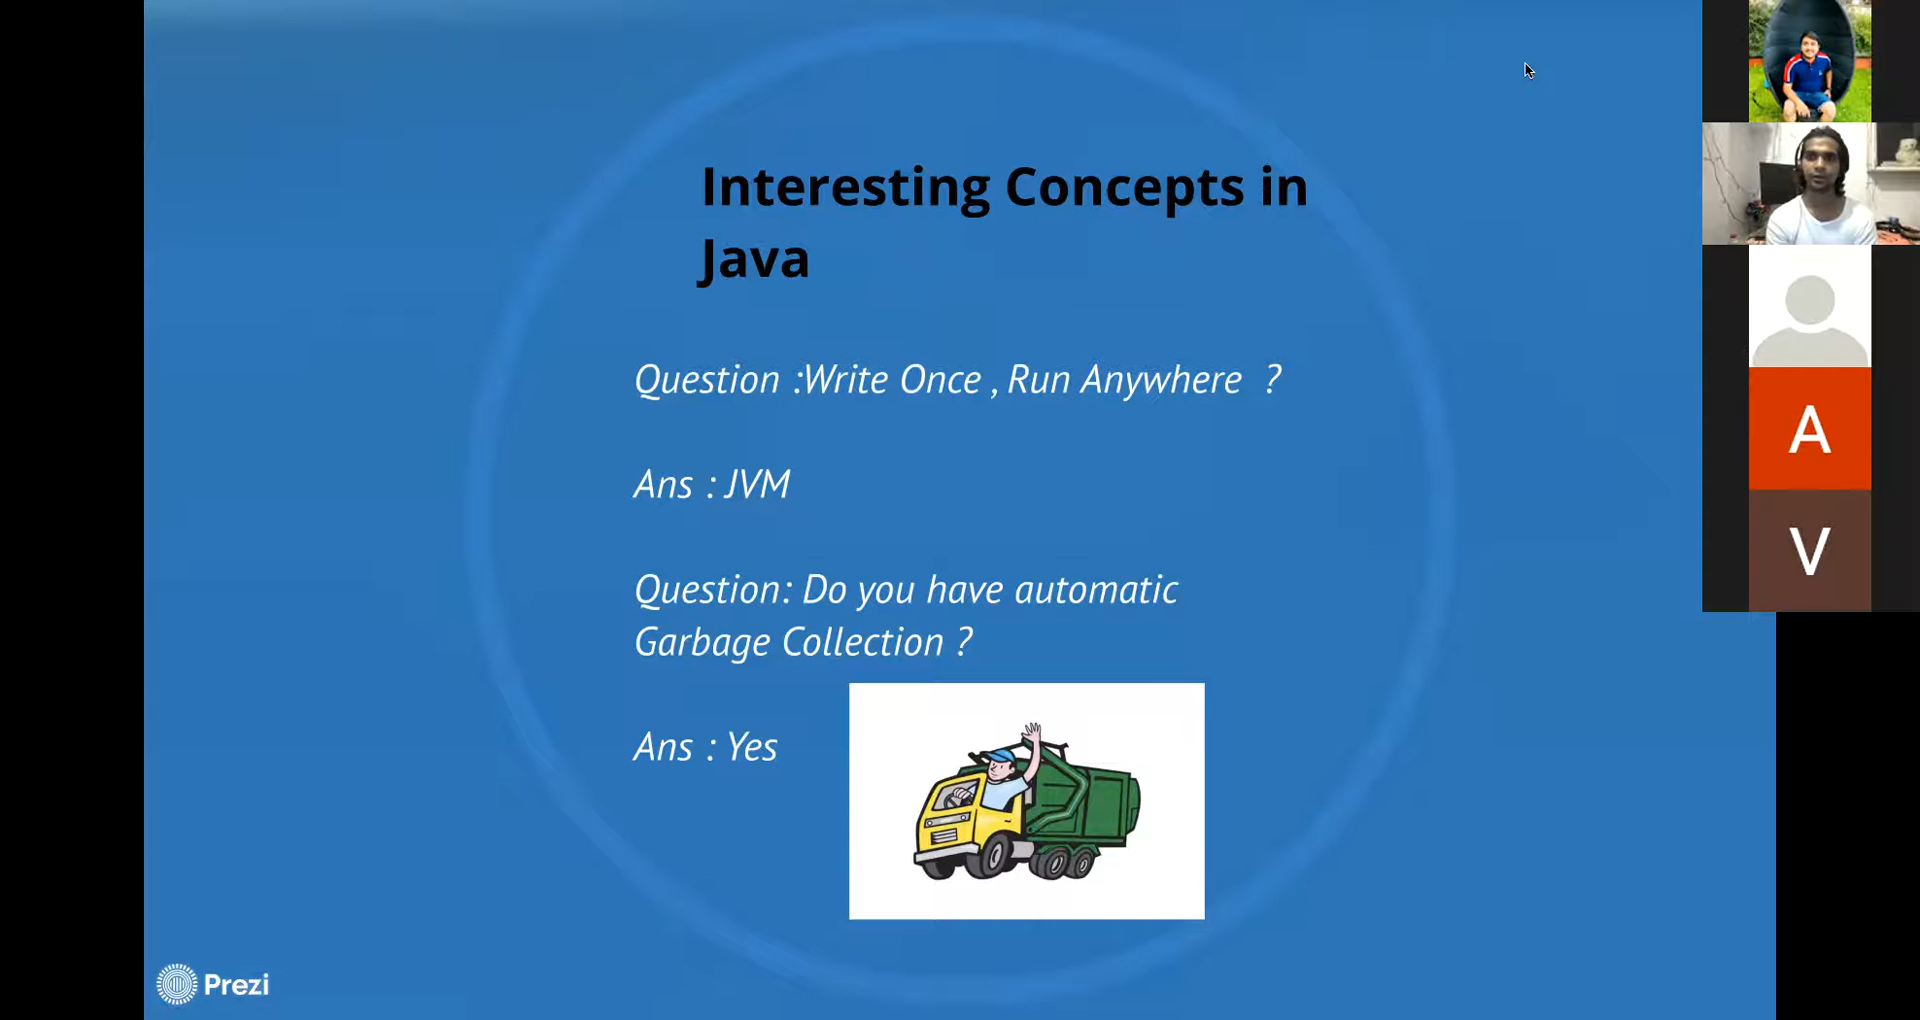 Interesting Concepts in
Java
Question :Write Once , Run Anywhere ?
Ans : JVM
Question: Do you have automatic
Garbage Collection ?
Ans : Yes
Prezi
A
V